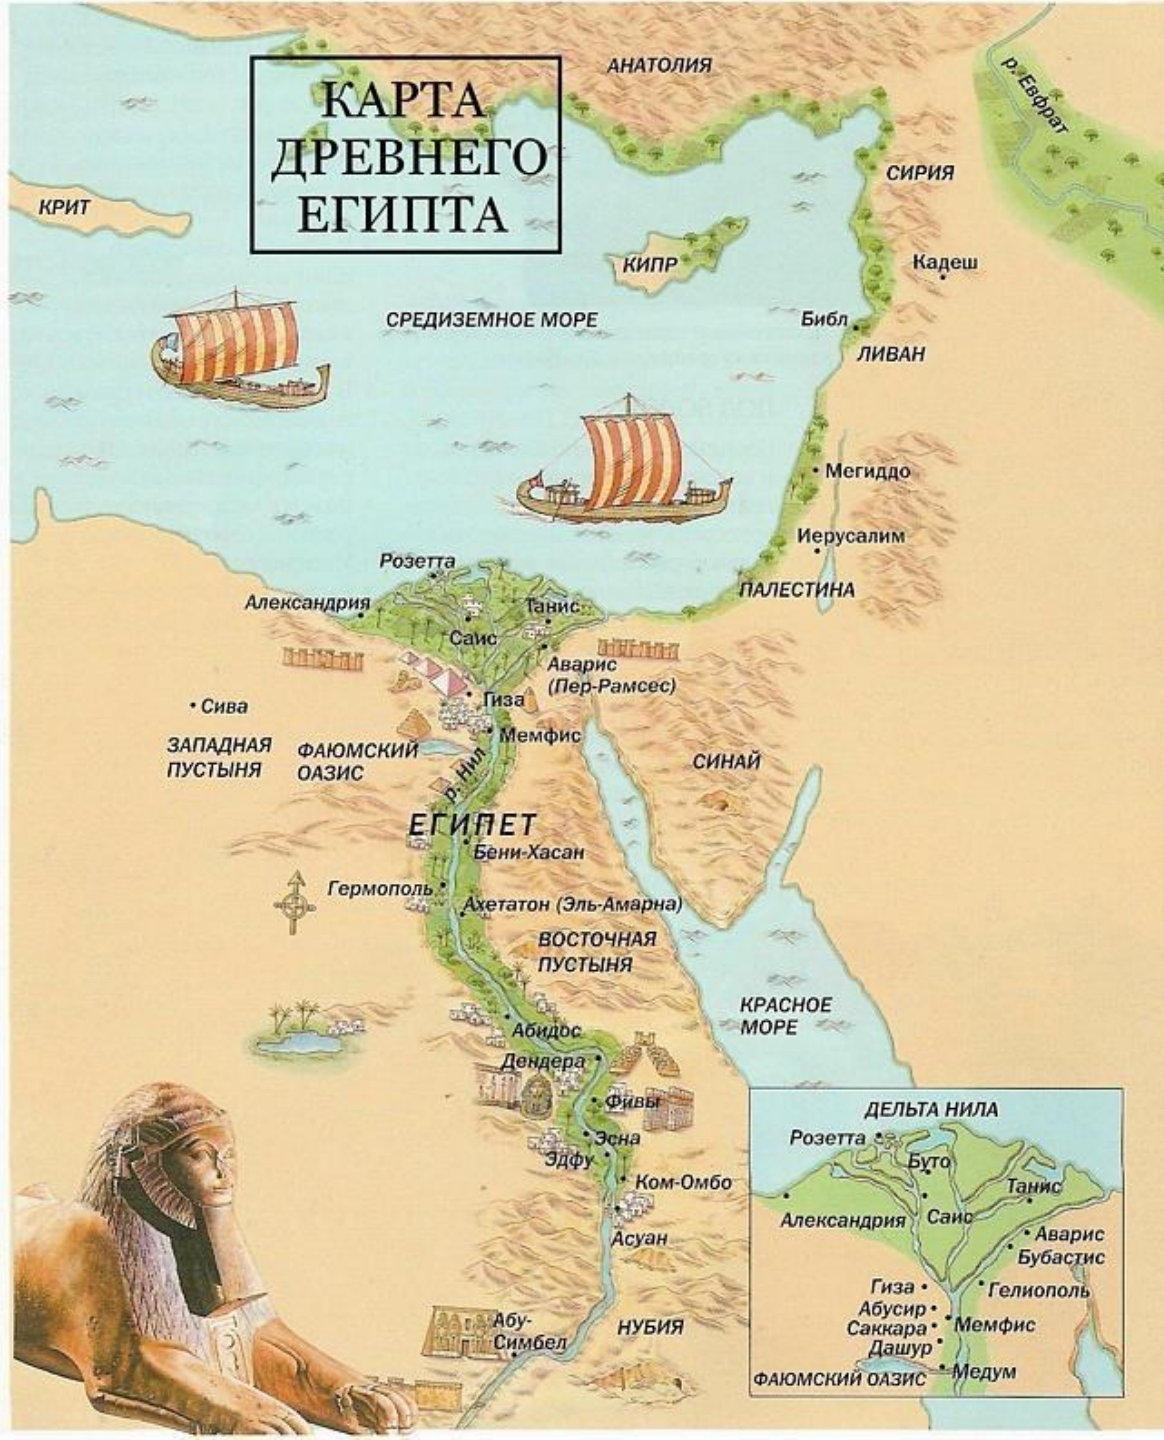 КАРТА
ДРЕВНЕГО
ЕГИПТА
АНАТОЛИЯ
р. Евфрат
СИРИЯ
КРИТ
КИПР
Кадеш
СРЕДИЗЕМНОЕ МОРЕ
Библ
ЛИВАН
Мегиддо
Иерусалим
ПАЛЕСТИНА
Розетта
Александрия
Танис
Саис
Аварис
(Пер-Рамсес)
Гиза
Сива
Мемфис
ЗАПАДНАЯ
ПУСТЫНЯ
ФАЮМСКИЙ
ОАЗИС
р. Нил
СИНАЙ
ЕГИПЕТ
Бени-Хасан
Гермополь
Ахетатон (Эль-Амарна)
ВОСТОЧНАЯ
ПУСТЫНЯ
КРАСНОЕ
МОРЕ
Абидос
Дендера
Фивы
Эсна
Эдфу
Ком-Омбо
Асуан
Абу-
Симбел
НУБИЯ
ДЕЛЬТА НИЛА
Розетта
Буто
Танис
Александрия
Саис
Аварис
Бубастис
Гиза
Гелиополь
Абусир
Саккара
Мемфис
Дашур
ФАЮМСКИЙ ОАЗИС
Медум